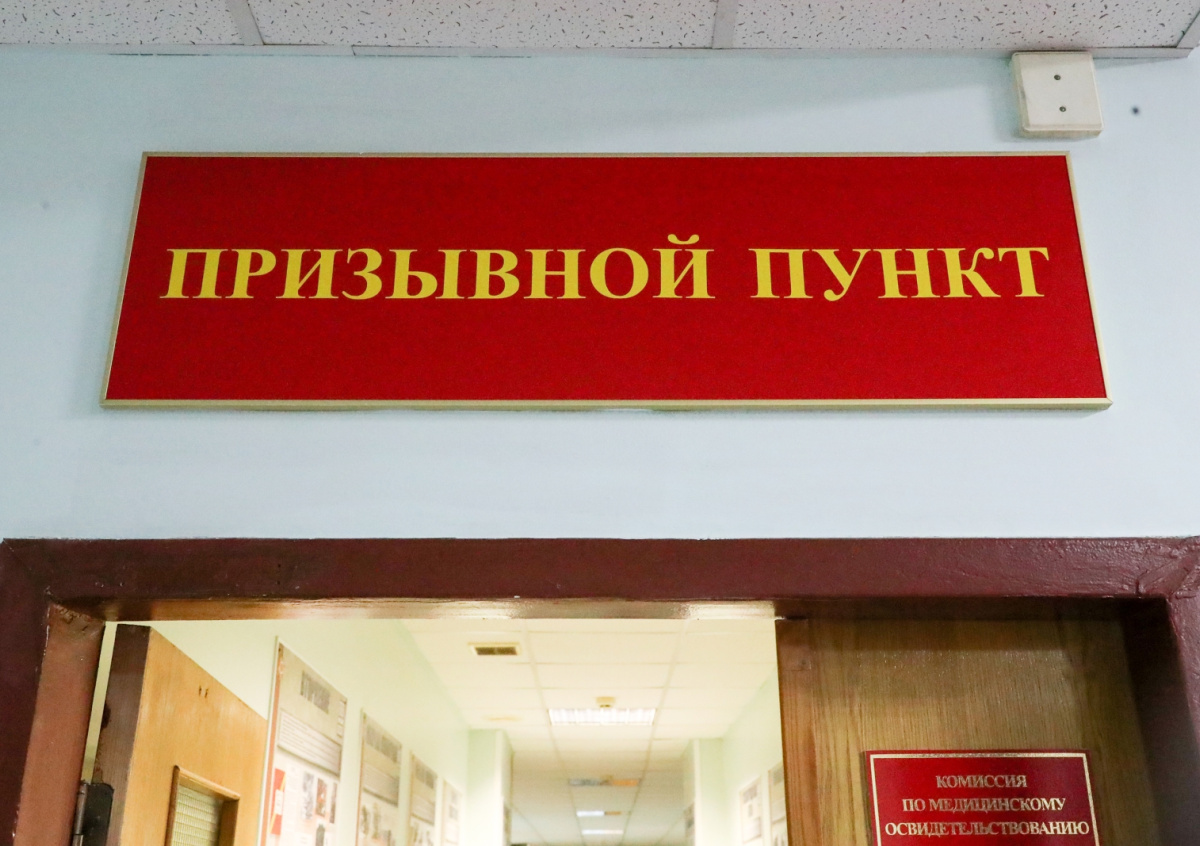 ПРИЗЫВНОЙ ПУНКТ
КОМИССИЯ
ПО МЕДИЦИНСКОМУ
ОСВИДЕТЕЛЬСТВОВАНИЮ